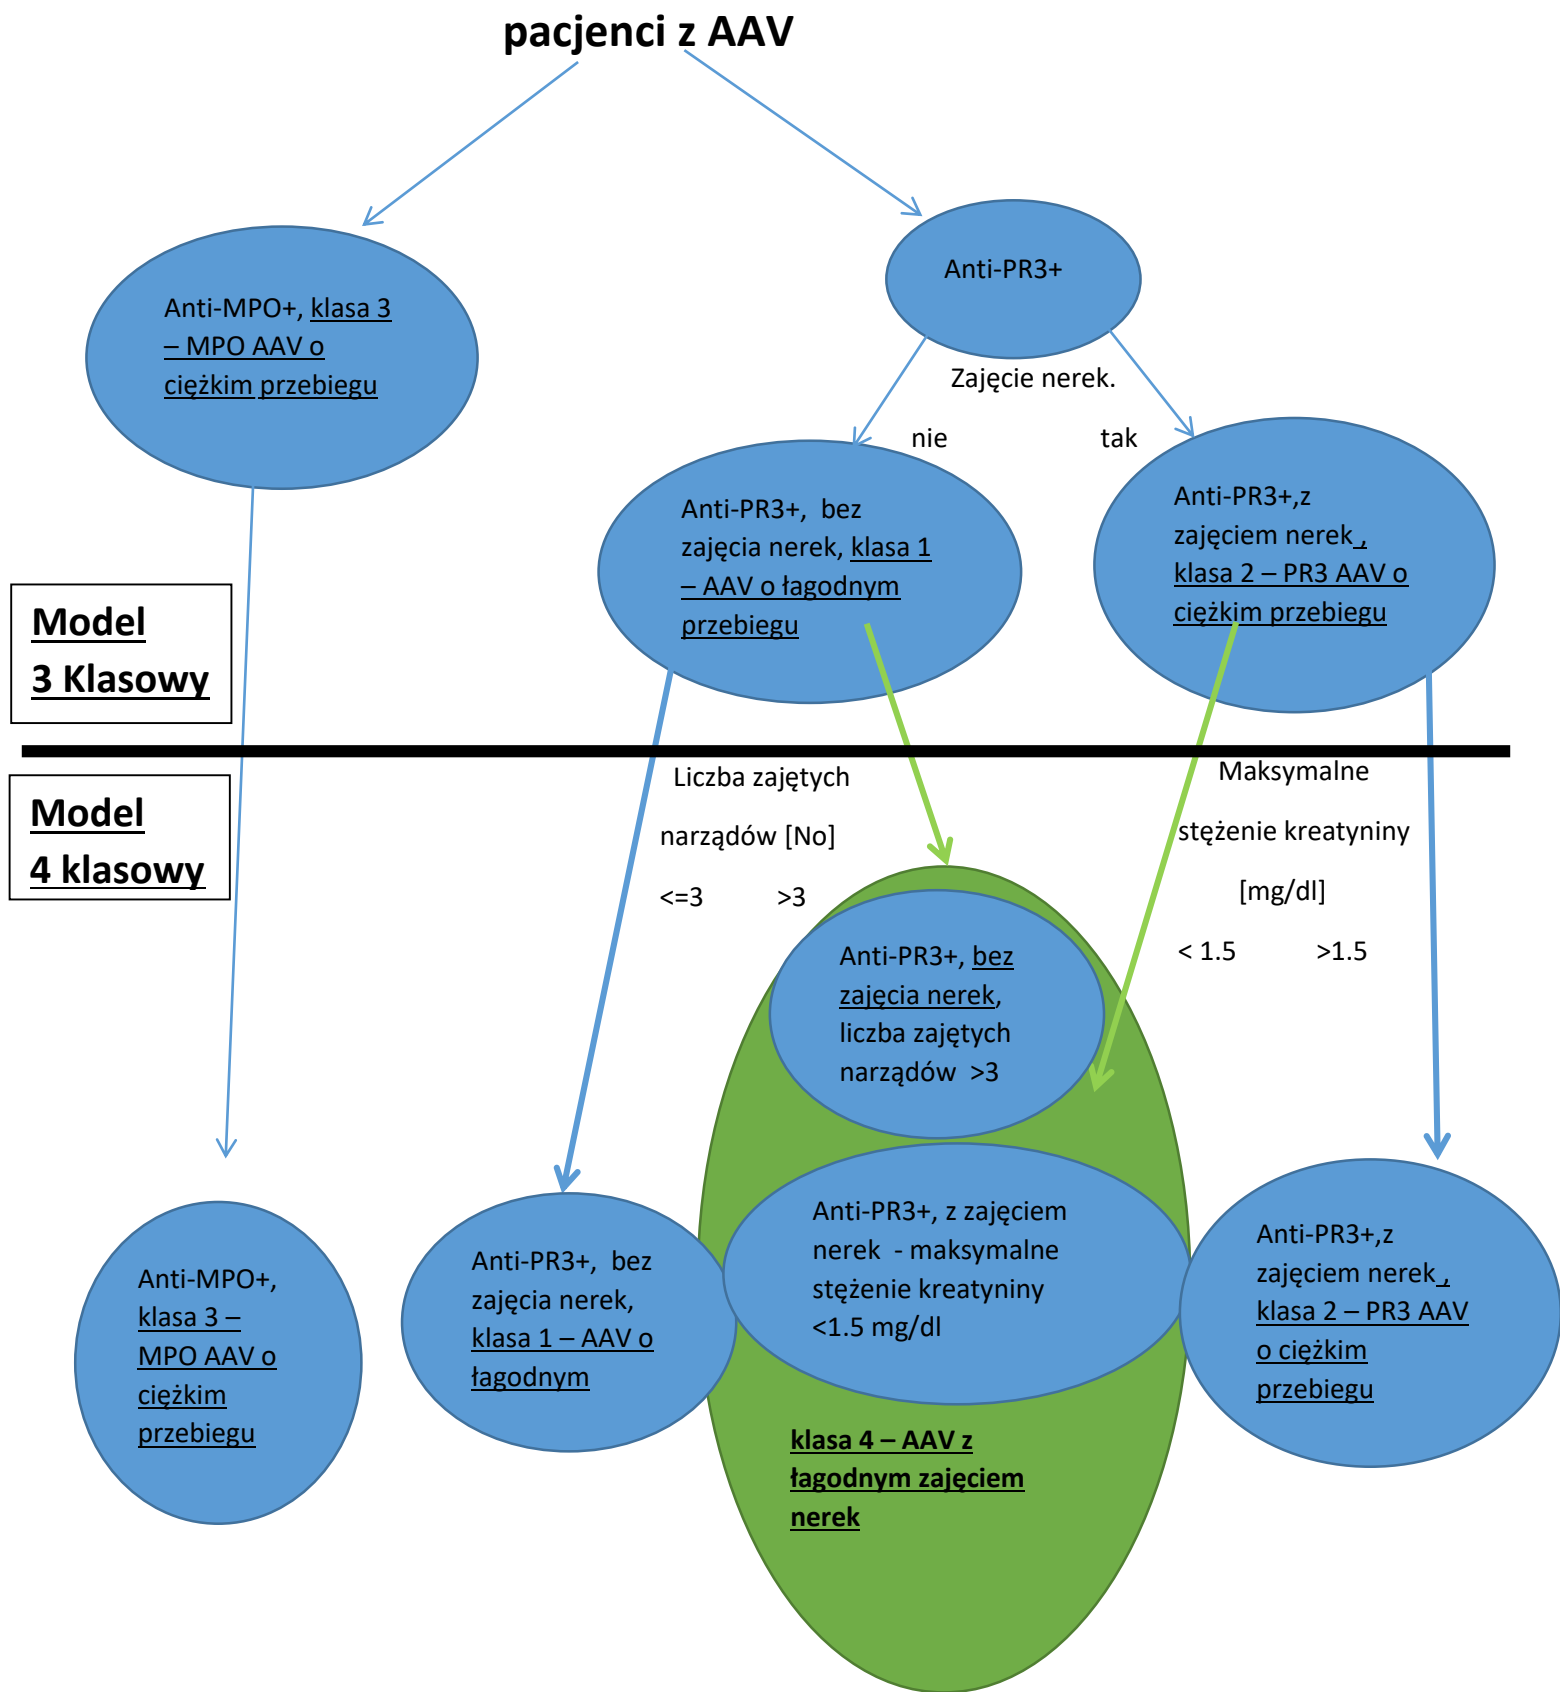 pacjenci z AAV
Anti-PR3+
Anti-MPO+, klasa 3
– MPO AAV o
ciężkim przebiegu
Zajęcie nerek.
nie
tak
Anti-PR3+,  bez
zajęcia nerek, klasa 1
– AAV o łagodnym
przebiegu
Anti-PR3+,z
zajęciem nerek ,
klasa 2 – PR3 AAV o
ciężkim przebiegu
Model
3 Klasowy
Model
4 klasowy
Liczba zajętych
narządów [No]
<=3 >3
Maksymalne
stężenie kreatyniny
[mg/dl]
< 1.5 >1.5
Anti-PR3+, bez
zajęcia nerek,
liczba zajętych
narządów  >3
Anti-MPO+,
klasa 3 –
MPO AAV o
ciężkim
przebiegu
Anti-PR3+,  bez
zajęcia nerek,
klasa 1 – AAV o
łagodnym
Anti-PR3+, z zajęciem
nerek  - maksymalne
stężenie kreatyniny
<1.5 mg/dl
klasa 4 – AAV z
łagodnym zajęciem
nerek
Anti-PR3+,z
zajęciem nerek ,
klasa 2 – PR3 AAV
o ciężkim
przebiegu